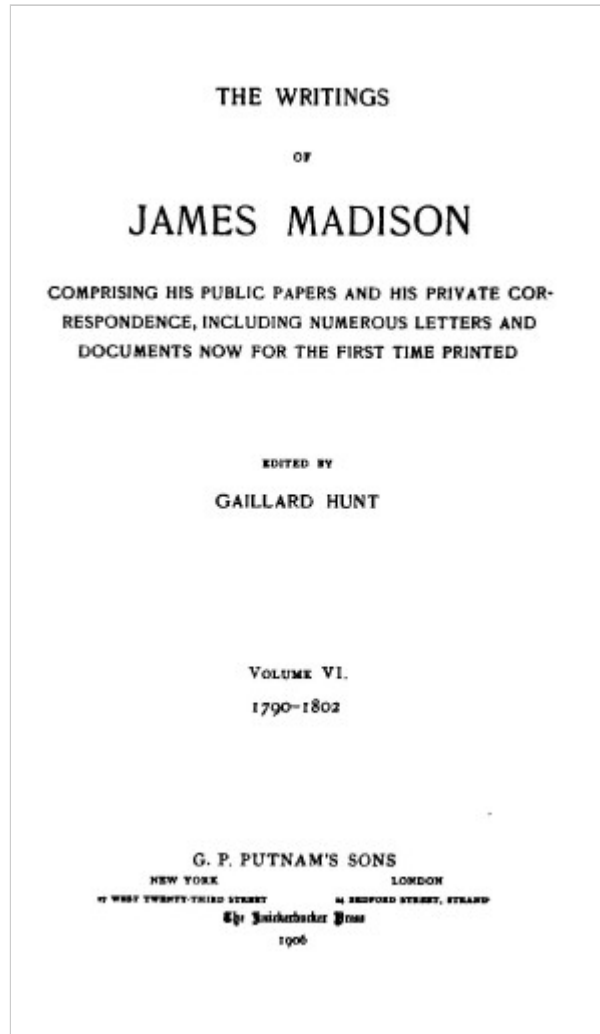 THE WRITINGS
OF
JAMES MADISON
COMPRISING HIS PUBLIC PAPERS AND HIS PRIVATE COR-
RESPONDENCE, INCLUDING NUMEROUS LETTERS AND
DOCUMENTS NOW FOR THE FIRST TIME PRINTED
EDITED BY
GAILLARD HUNT
VOLUME VI.
1790–1802
G. P. PUTNAM'S SONS
NEW YORK LONDON
27 WEST TWENTY-THIRD STREET 24 BEDFORD STREET, STRAND
The Knickerbocker Press
1906